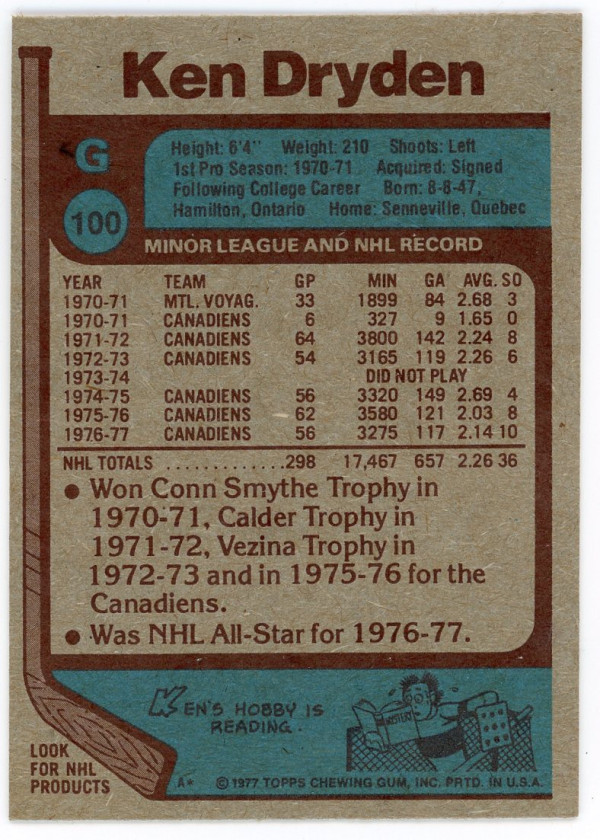 Ken Dryden
G
100
Height: 6'4" Weight: 210 Shoots: Left
1st Pro Season: 1970-71 Acquired: Signed
Following College Career Born: 8-8-47,
Hamilton, Ontario Home: Senneville, Quebec
MINOR LEAGUE AND NHL RECORD
YEAR TEAM GP MIN GA AVG. SO
1970-71 MTL. VOYAG. 33 1899 84 2.68 3
1970-71 CANADIENS 6 327 9 1.65 0
1971-72 CANADIENS 64 3800 142 2.24 8
1972-73 CANADIENS 54 3165 119 2.26 6
1973-74 DID NOT PLAY
1974-75 CANADIENS 56 3320 149 2.69 4
1975-76 CANADIENS 62 3580 121 2.03 8
1976-77 CANADIENS 56 3275 117 2.14 10
NHL TOTALS ............. 298 17,467 657 2.26 36
● Won Conn Smythe Trophy in
1970-71, Calder Trophy in
1971-72, Vezina Trophy in
1972-73 and in 1975-76 for the
Canadiens.
● Was NHL All-Star for 1976-77.
KEN'S HOBBY IS
READING.
MYSTERY
LOOK
FOR NHL
PRODUCTS
A* © 1977 TOPPS CHEWING GUM, INC. PRTD. IN U.S.A.